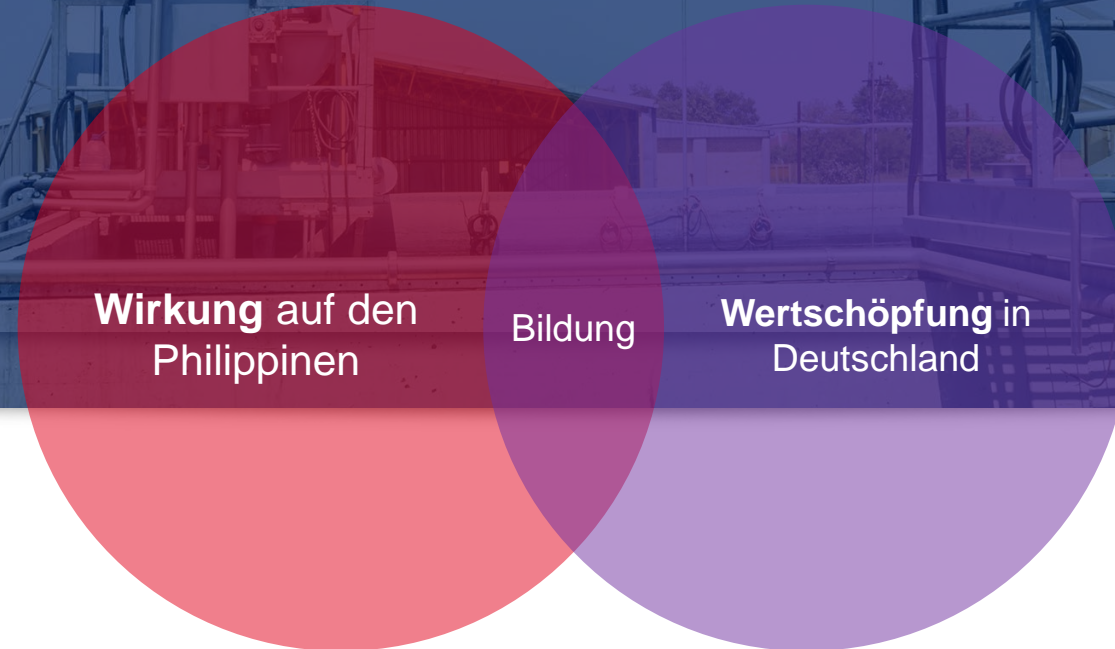 Wirkung auf den
Philippinen
Bildung
Wertschöpfung in
Deutschland